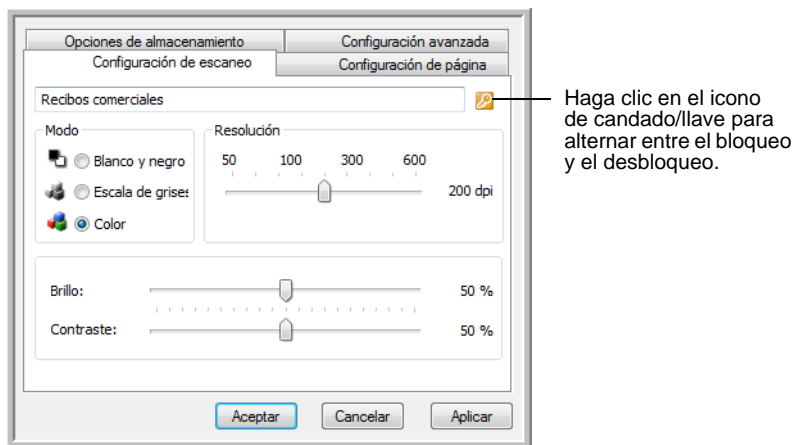 Opciones de almacenamiento
Configuración avanzada
Configuración de escaneo
Configuración de página
Recibos comerciales
Haga clic en el icono
de candado/llave para
alternar entre el bloqueo
y el desbloqueo.
Modo
Blanco y negro
Escala de grises
Color
Resolución
50 100 300 600
200 dpi
Brillo: 50 %
Contraste: 50 %
Aceptar Cancelar Aplicar